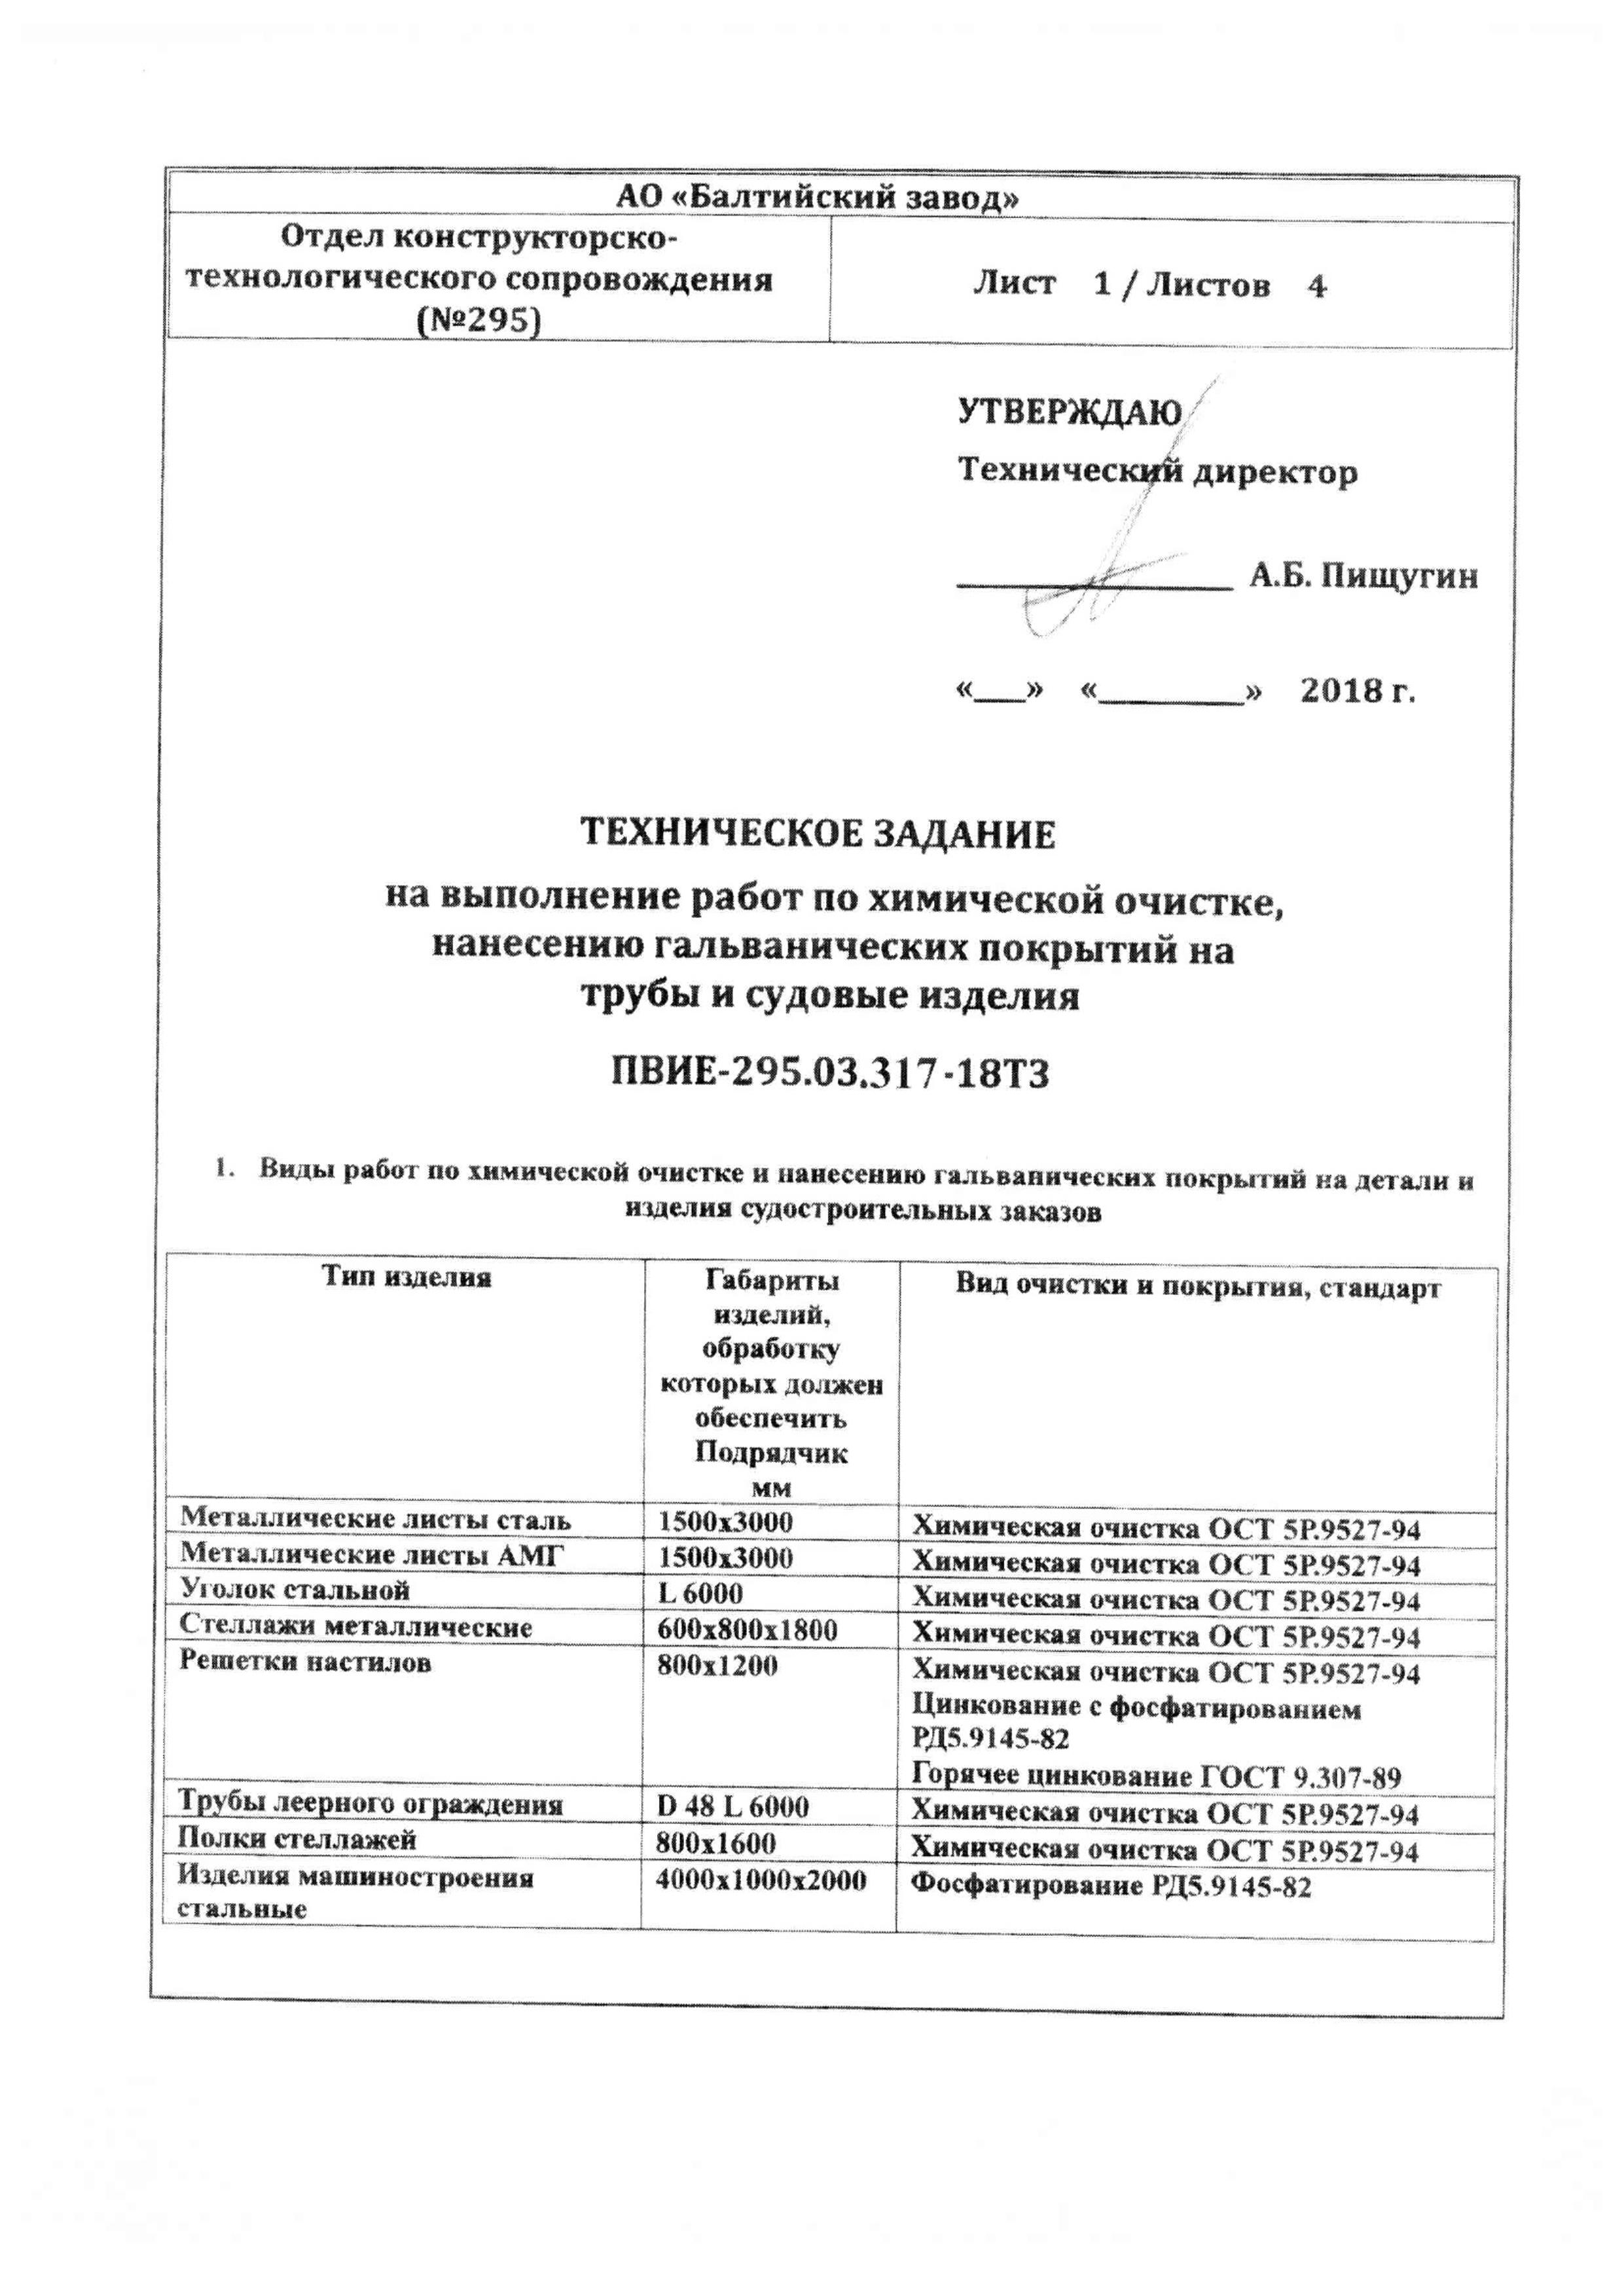 АО «Балтийский завод»
Отдел конструкторско-
технологического сопровождения
(№295)
Лист 1 / Листов 4
УТВЕРЖДАЮ
Технический директор
А.Б. Пищугин
«___» «________» 2018 г.
ТЕХНИЧЕСКОЕ ЗАДАНИЕ
на выполнение работ по химической очистке,
нанесению гальванических покрытий на
трубы и судовые изделия
ПВИЕ-295.03.317-18ТЗ
1. Виды работ по химической очистке и нанесению гальванических покрытий на детали и
изделия судостроительных заказов
Тип изделия
Габариты
изделий,
обработку
которых должен
обеспечить
Подрядчик
мм
Вид очистки и покрытия, стандарт
Металлические листы сталь 1500х3000 Химическая очистка ОСТ 5Р.9527-94
Металлические листы АМГ 1500х3000 Химическая очистка ОСТ 5Р.9527-94
Уголок стальной L 6000 Химическая очистка ОСТ 5Р.9527-94
Стеллажи металлические 600х800х1800 Химическая очистка ОСТ 5Р.9527-94
Решетки настилов 800х1200 Химическая очистка ОСТ 5Р.9527-94
Цинкование с фосфатированием
РД5.9145-82
Горячее цинкование ГОСТ 9.307-89
Трубы леерного ограждения D 48 L 6000 Химическая очистка ОСТ 5Р.9527-94
Полки стеллажей 800х1600 Химическая очистка ОСТ 5Р.9527-94
Изделия машиностроения 4000х1000х2000 Фосфатирование РД5.9145-82
стальные